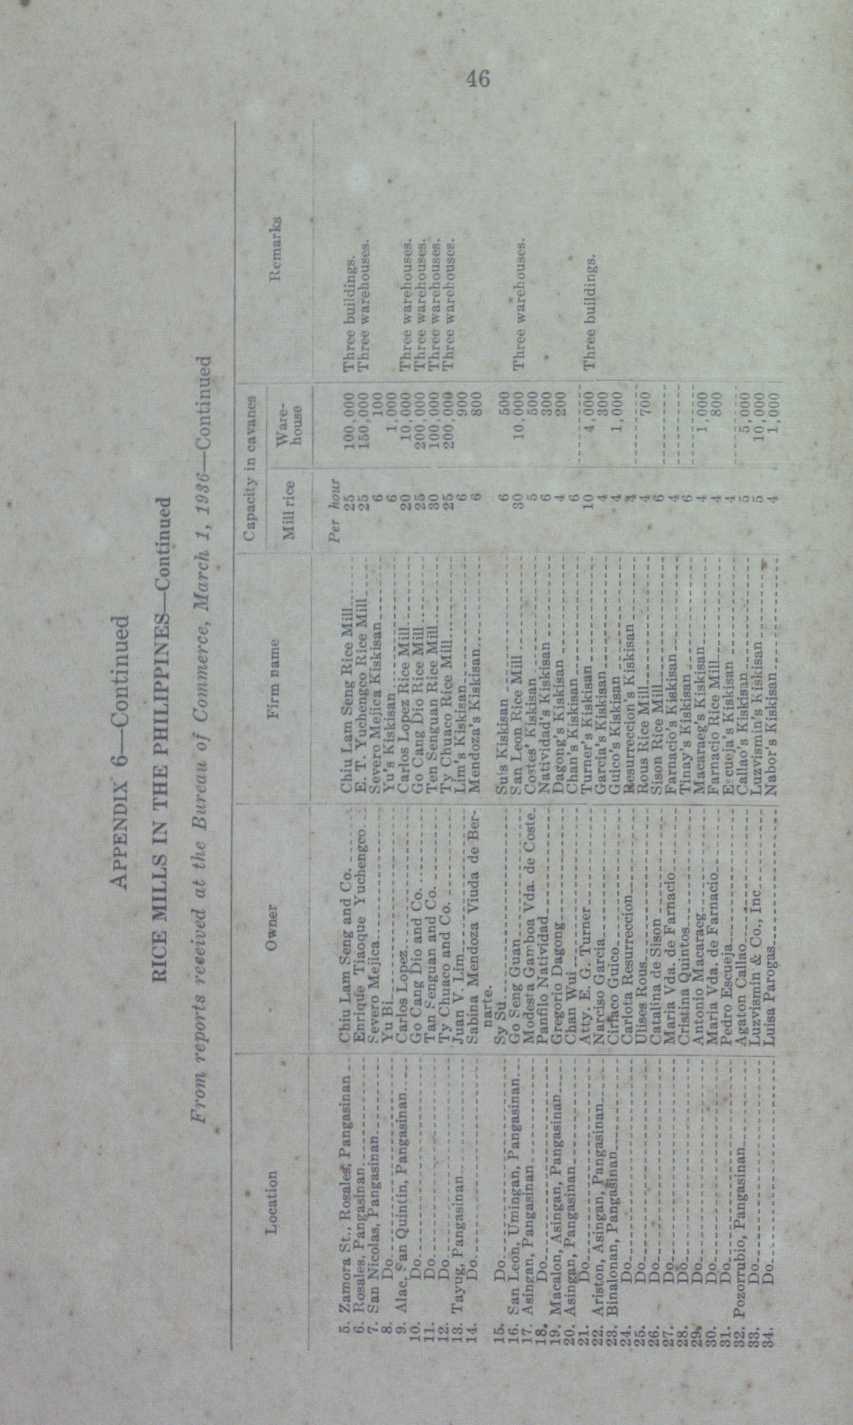 46
APPENDIX 6—Continued
RICE MILLS IN THE PHILIPPINES—Continued
From reports received at the Bureau of Commerce, March 1, 1936—Continued
Location Owner Firm name Capacity in cavanes Remarks
Mill rice Ware-
house
Per hour
5. Zamora St., Rosales, Pangasinan Chiu Lam Seng and Co. Chiu Lam Seng Rice Mill 25 100,000 Three buildings.
6. Rosales, Pangasinan Enrique Tiaoque Yuchengco E. T. Yuchengco Rice Mill 25 150,000 Three warehouses.
7. San Nicolas, Pangasinan Severo Mejica Severo Mejica Kiskisan 6 100
8. Do Yu Bi Yu's Kiskisan 6 1,000
9. Alac, San Quintin, Pangasinan Carlos Lopez Carlos Lopez Rice Mill 20 10,000 Three warehouses.
10. Do Go Cang Dio and Co. Go Cang Dio Rice Mill 25 200,000 Three warehouses.
11. Do Tan Senguan and Co. Ten Senguan Rice Mill 30 100,000 Three warehouses.
12. Do Ty Chuaco and Co. Ty Chuaco Rice Mill 25 200,000 Three warehouses.
13. Tayug, Pangasinan Juan V. Lim Lim's Kiskisan 6 900
14. Do Sabina Mendoza Viuda de Ber- Mendoza's Kiskisan 6 800
narte.
15. Do Sy Su Su's Kiskisan 6 500
16. San Leon, Umingan, Pangasinan Go Seng Guan San Leon Rice Mill 30 10,000 Three warehouses.
17. Asingan, Pangasinan Modesta Gamboa Vda. de Coste Costes' Kiskisan 5 500
18. Do Panfilo Natividad Natividad's Kiskisan 6 300
19. Macalon, Asingan, Pangasinan Gregorio Dagong Dagong's Kiskisan 4 200
20. Asingan, Pangasinan Chan Wui Chan's Kiskisan 6
21. Do Atty. E. G. Turner Turner's Kiskisan 10 4,000 Three buildings.
22. Ariston, Asingan, Pangasinan Narciso Garcia Garcia's Kiskisan 4 300
23. Binalonan, Pangasinan Ciriaco Guico Guico's Kiskisan 4 1,000
24. Do Carlota Resurreccion Resurreccion's Kiskisan 4
25. Do Ulises Rous Rous Rice Mill 4 700
26. Do Catalina de Sison Sison Rice Mill 6
27. Do Maria Vda. de Farnacio Farnacio's Kiskisan 4
28. Do Cristina Quintos Tinay's Kiskisan 6
29. Do Antonio Macaraeg Macaraeg's Kiskisan 4 1,000
30. Do Maria Vda. de Farnacio Farnacio Rice Mill 4 800
31. Do Pedro Escueja Escueja's Kiskisan 4
32. Pozorrubio, Pangasinan Agaton Callao Callao's Kiskisan 5 5,000
33. Do Luzvismin & Co., Inc. Luzvismin's Kiskisan 5 10,000
34. Do Luisa Parogas Nabor's Kiskisan 4 1,000